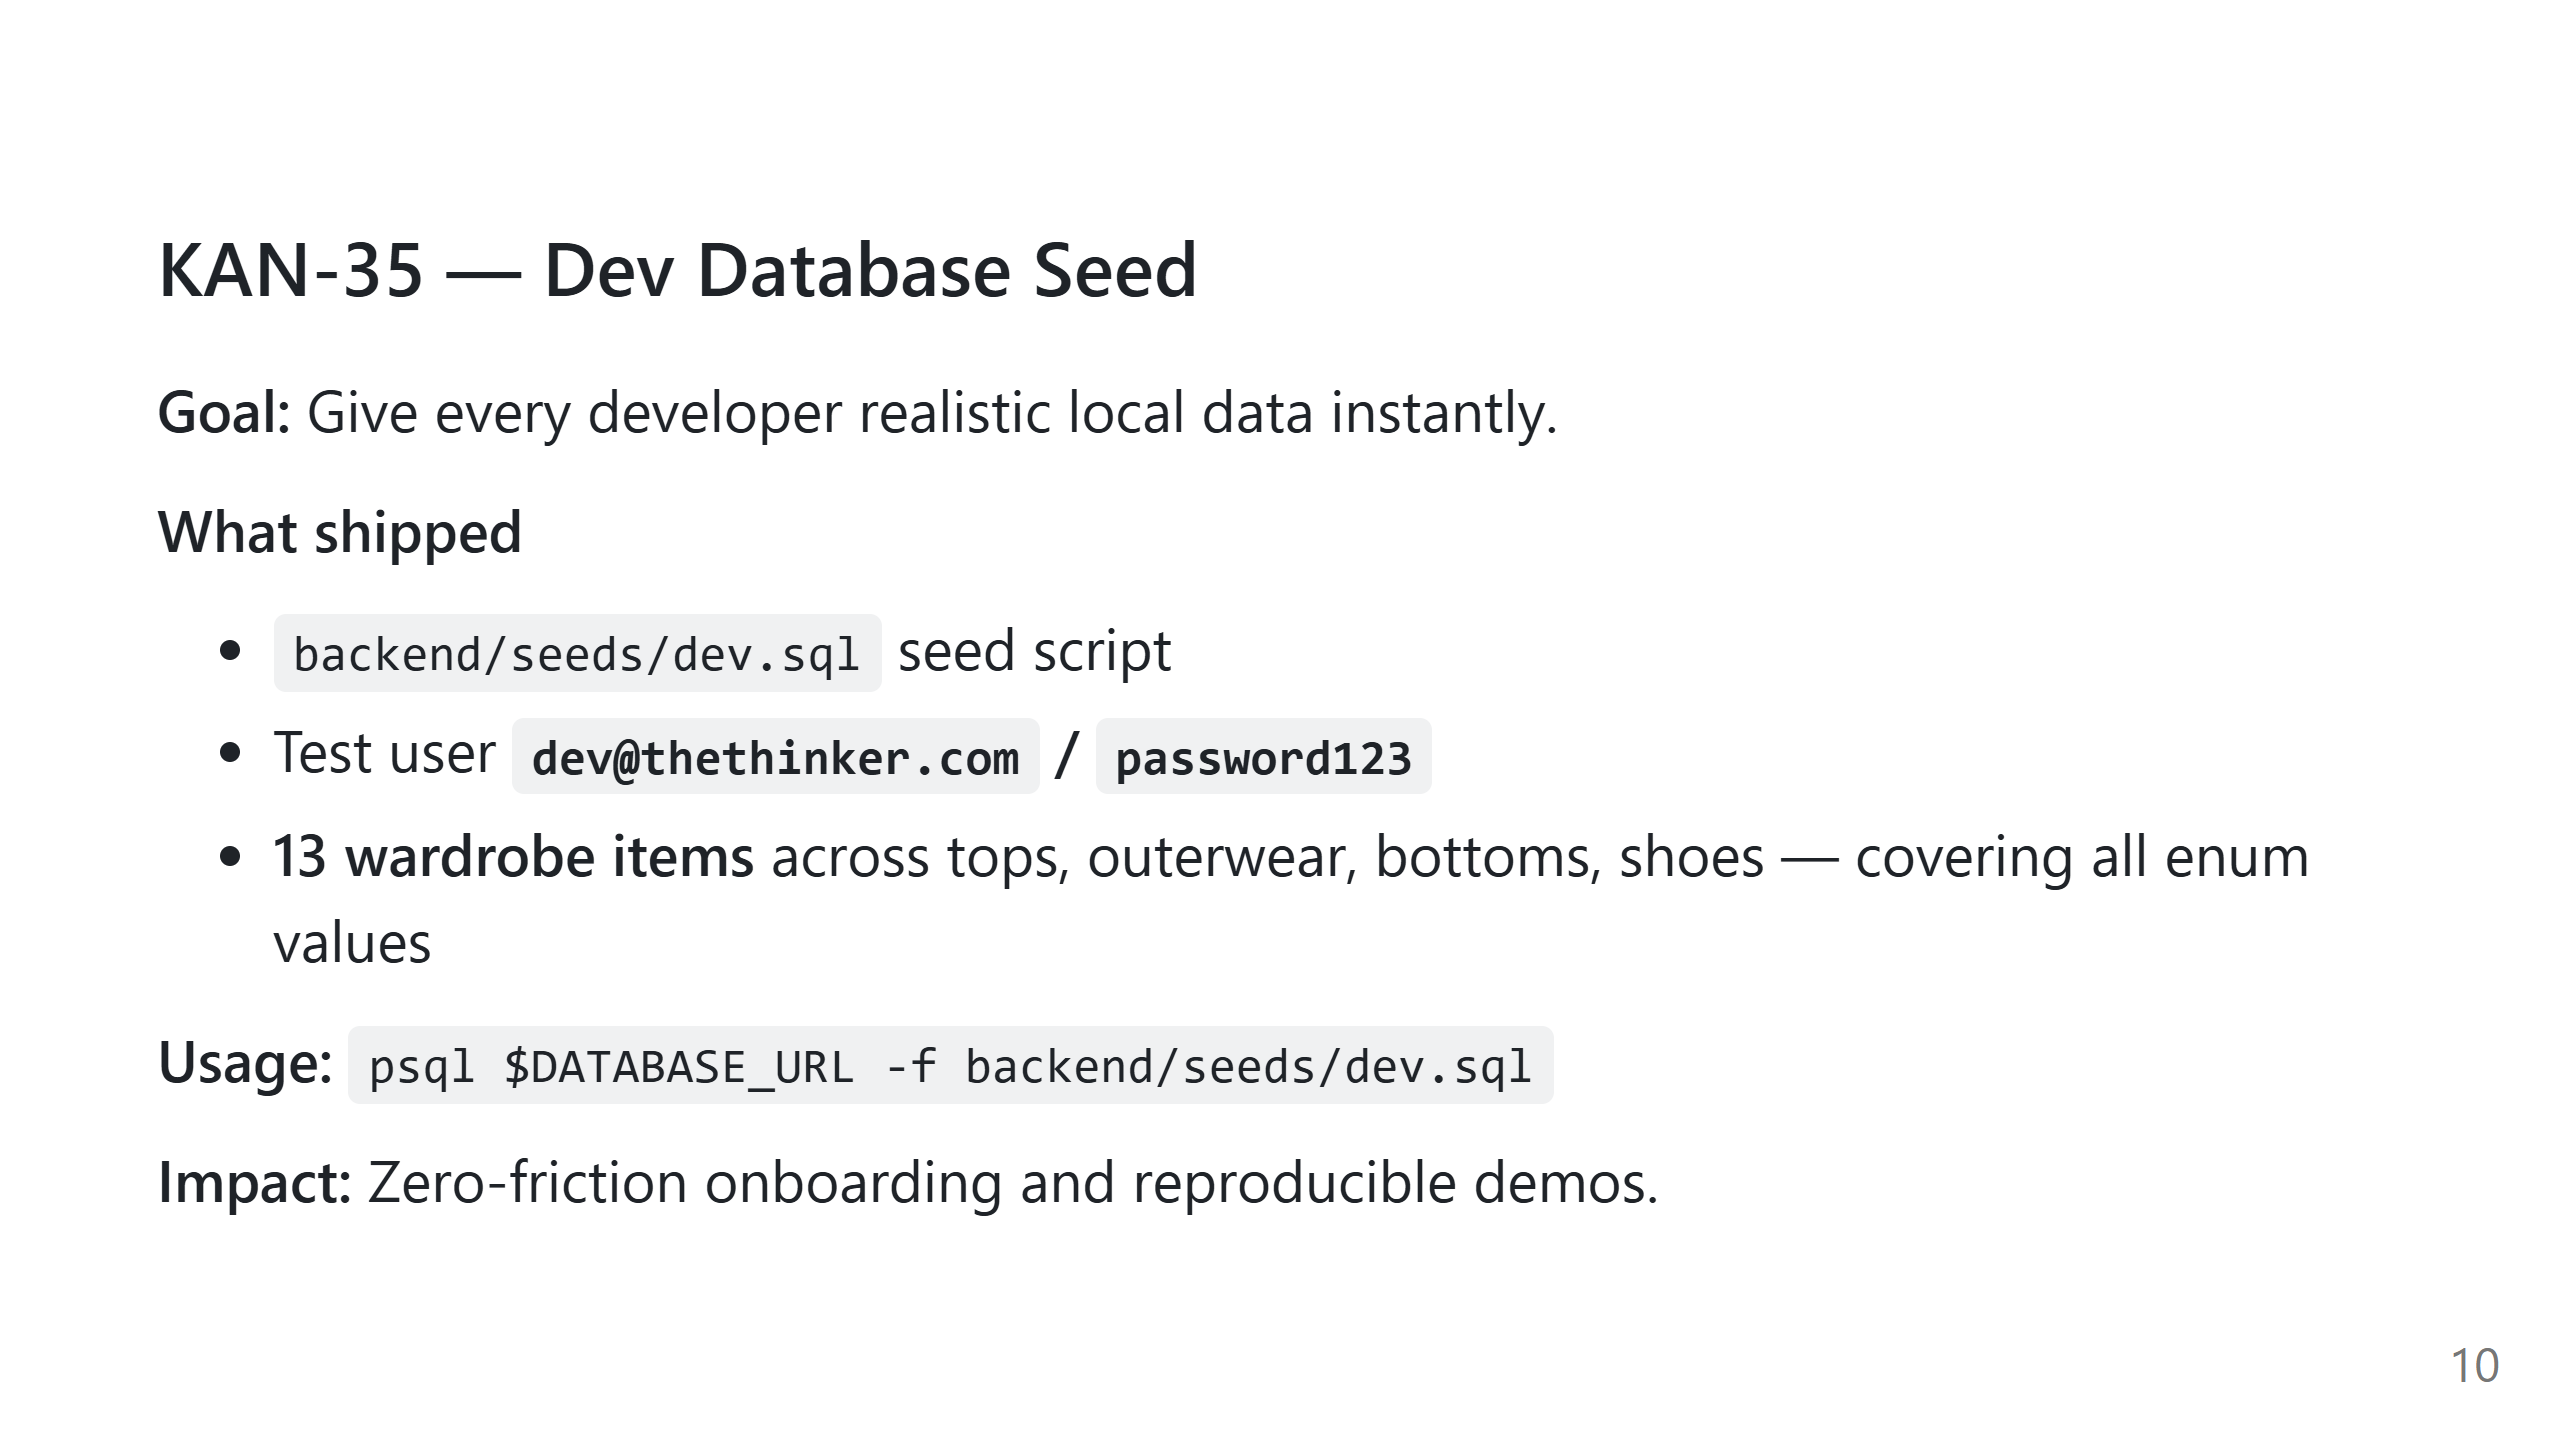 KAN-35 — Dev Database Seed
Goal: Give every developer realistic local data instantly.
What shipped
• backend/seeds/dev.sql seed script
• Test user dev@thethinker.com / password123
• 13 wardrobe items across tops, outerwear, bottoms, shoes — covering all enum
values
Usage: psql $DATABASE_URL -f backend/seeds/dev.sql
Impact: Zero-friction onboarding and reproducible demos.
10